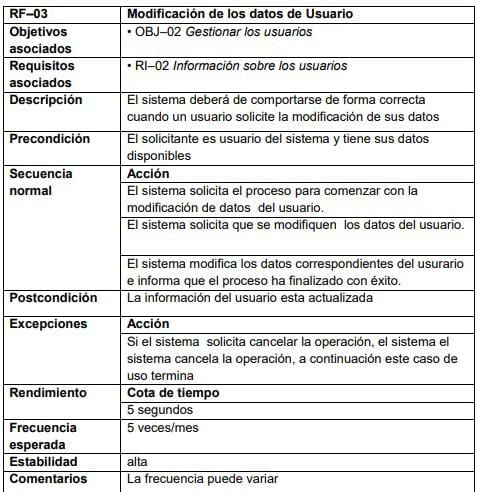 RF–03 Modificación de los datos de Usuario
Objetivos asociados • OBJ–02 Gestionar los usuarios
Requisitos asociados • RI–02 Información sobre los usuarios
Descripción El sistema deberá de comportarse de forma correcta
cuando un usuario solicite la modificación de sus datos
Precondición El solicitante es usuario del sistema y tiene sus datos
disponibles
Secuencia normal Acción
El sistema solicita el proceso para comenzar con la
modificación de datos del usuario.
El sistema solicita que se modifiquen los datos del usuario.
El sistema modifica los datos correspondientes del usurario
e informa que el proceso ha finalizado con éxito.
Postcondición La información del usuario esta actualizada
Excepciones Acción
Si el sistema solicita cancelar la operación, el sistema el
sistema cancela la operación, a continuación este caso de
uso termina
Rendimiento Cota de tiempo
5 segundos
Frecuencia esperada 5 veces/mes
Estabilidad alta
Comentarios La frecuencia puede variar